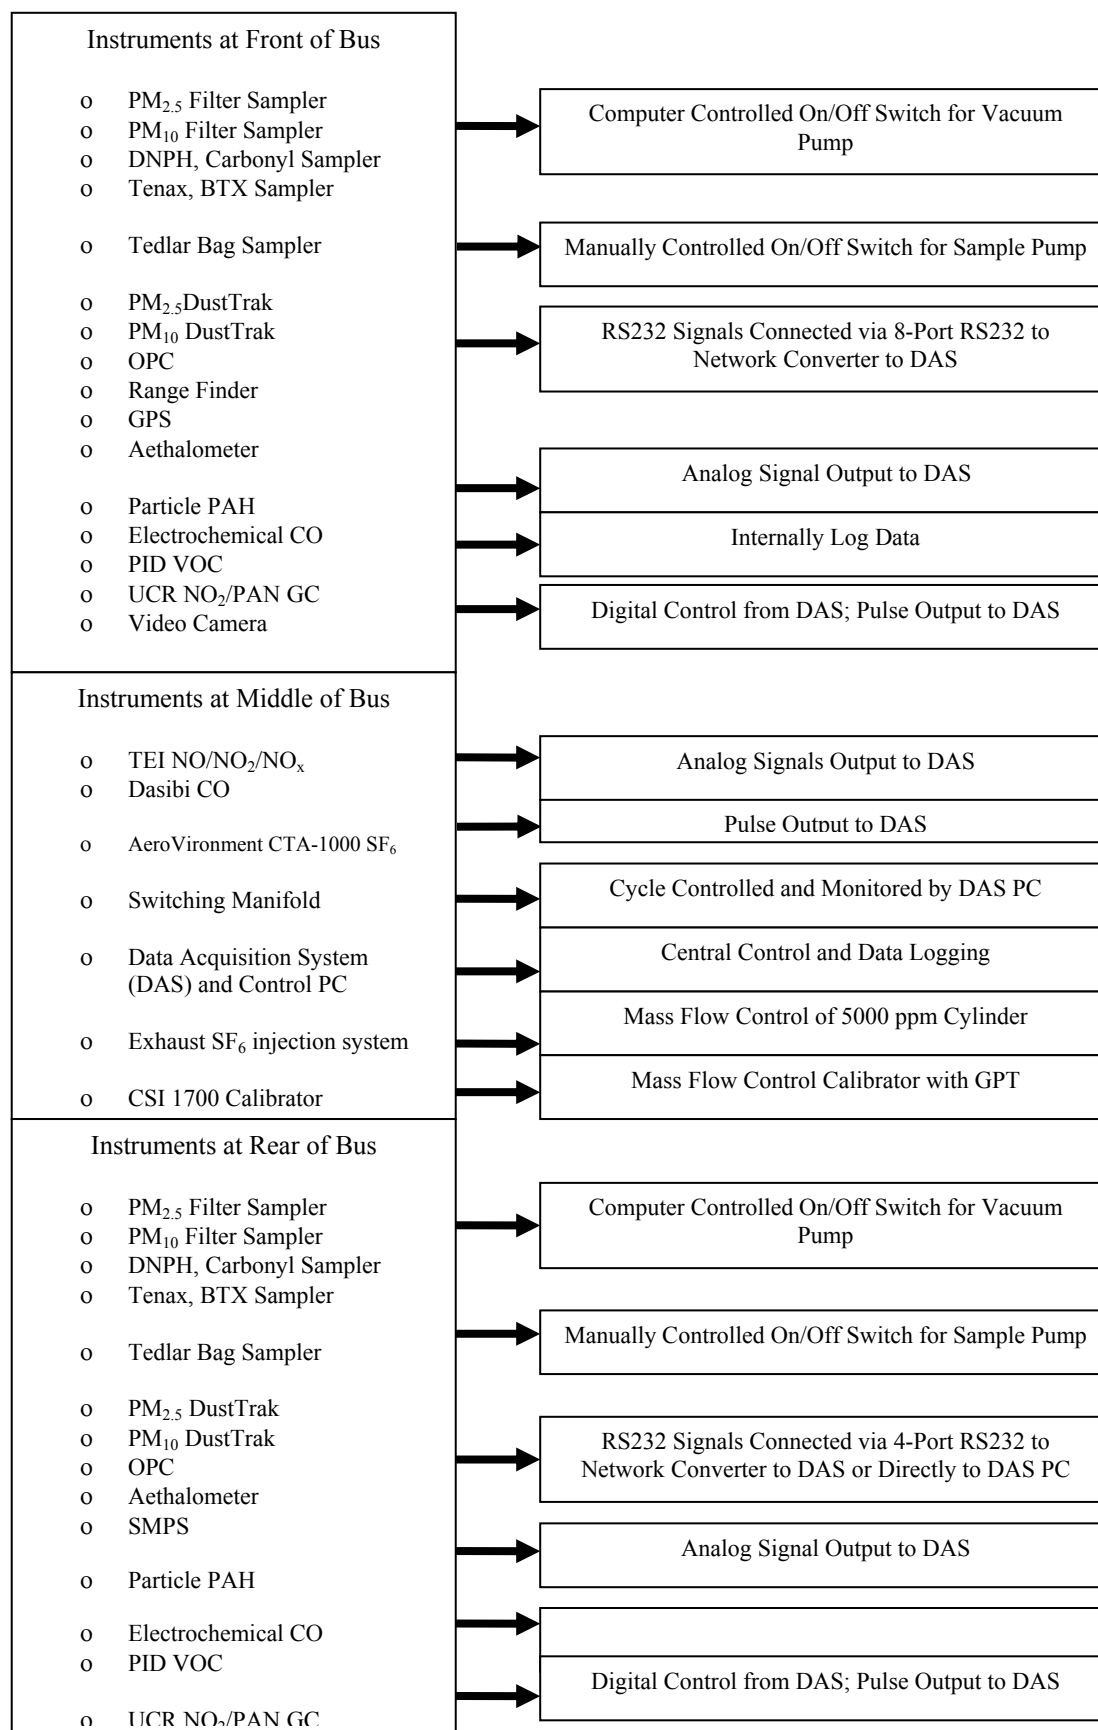 Instruments at Front of Bus
o PM2.5 Filter Sampler
o PM10 Filter Sampler
o DNPH, Carbonyl Sampler
o Tenax, BTX Sampler
Computer Controlled On/Off Switch for Vacuum
Pump
o Tedlar Bag Sampler
Manually Controlled On/Off Switch for Sample Pump
o PM2.5DustTrak
o PM10 DustTrak
o OPC
o Range Finder
o GPS
o Aethalometer
RS232 Signals Connected via 8-Port RS232 to
Network Converter to DAS
o Particle PAH
o Electrochemical CO
o PID VOC
o UCR NO2/PAN GC
o Video Camera
Analog Signal Output to DAS
Internally Log Data
Digital Control from DAS; Pulse Output to DAS
Instruments at Middle of Bus
o TEI NO/NO2/NOx
o Dasibi CO
Analog Signals Output to DAS
o AeroVironment CTA-1000 SF6
Pulse Output to DAS
o Switching Manifold
Cycle Controlled and Monitored by DAS PC
o Data Acquisition System
(DAS) and Control PC
Central Control and Data Logging
o Exhaust SF6 injection system
Mass Flow Control of 5000 ppm Cylinder
o CSI 1700 Calibrator
Mass Flow Control Calibrator with GPT
Instruments at Rear of Bus
o PM2.5 Filter Sampler
o PM10 Filter Sampler
o DNPH, Carbonyl Sampler
o Tenax, BTX Sampler
Computer Controlled On/Off Switch for Vacuum
Pump
o Tedlar Bag Sampler
Manually Controlled On/Off Switch for Sample Pump
o PM2.5 DustTrak
o PM10 DustTrak
o OPC
o Aethalometer
o SMPS
RS232 Signals Connected via 4-Port RS232 to
Network Converter to DAS or Directly to DAS PC
o Particle PAH
Analog Signal Output to DAS
o Electrochemical CO
o PID VOC
o UCR NO2/PAN GC
Digital Control from DAS; Pulse Output to DAS